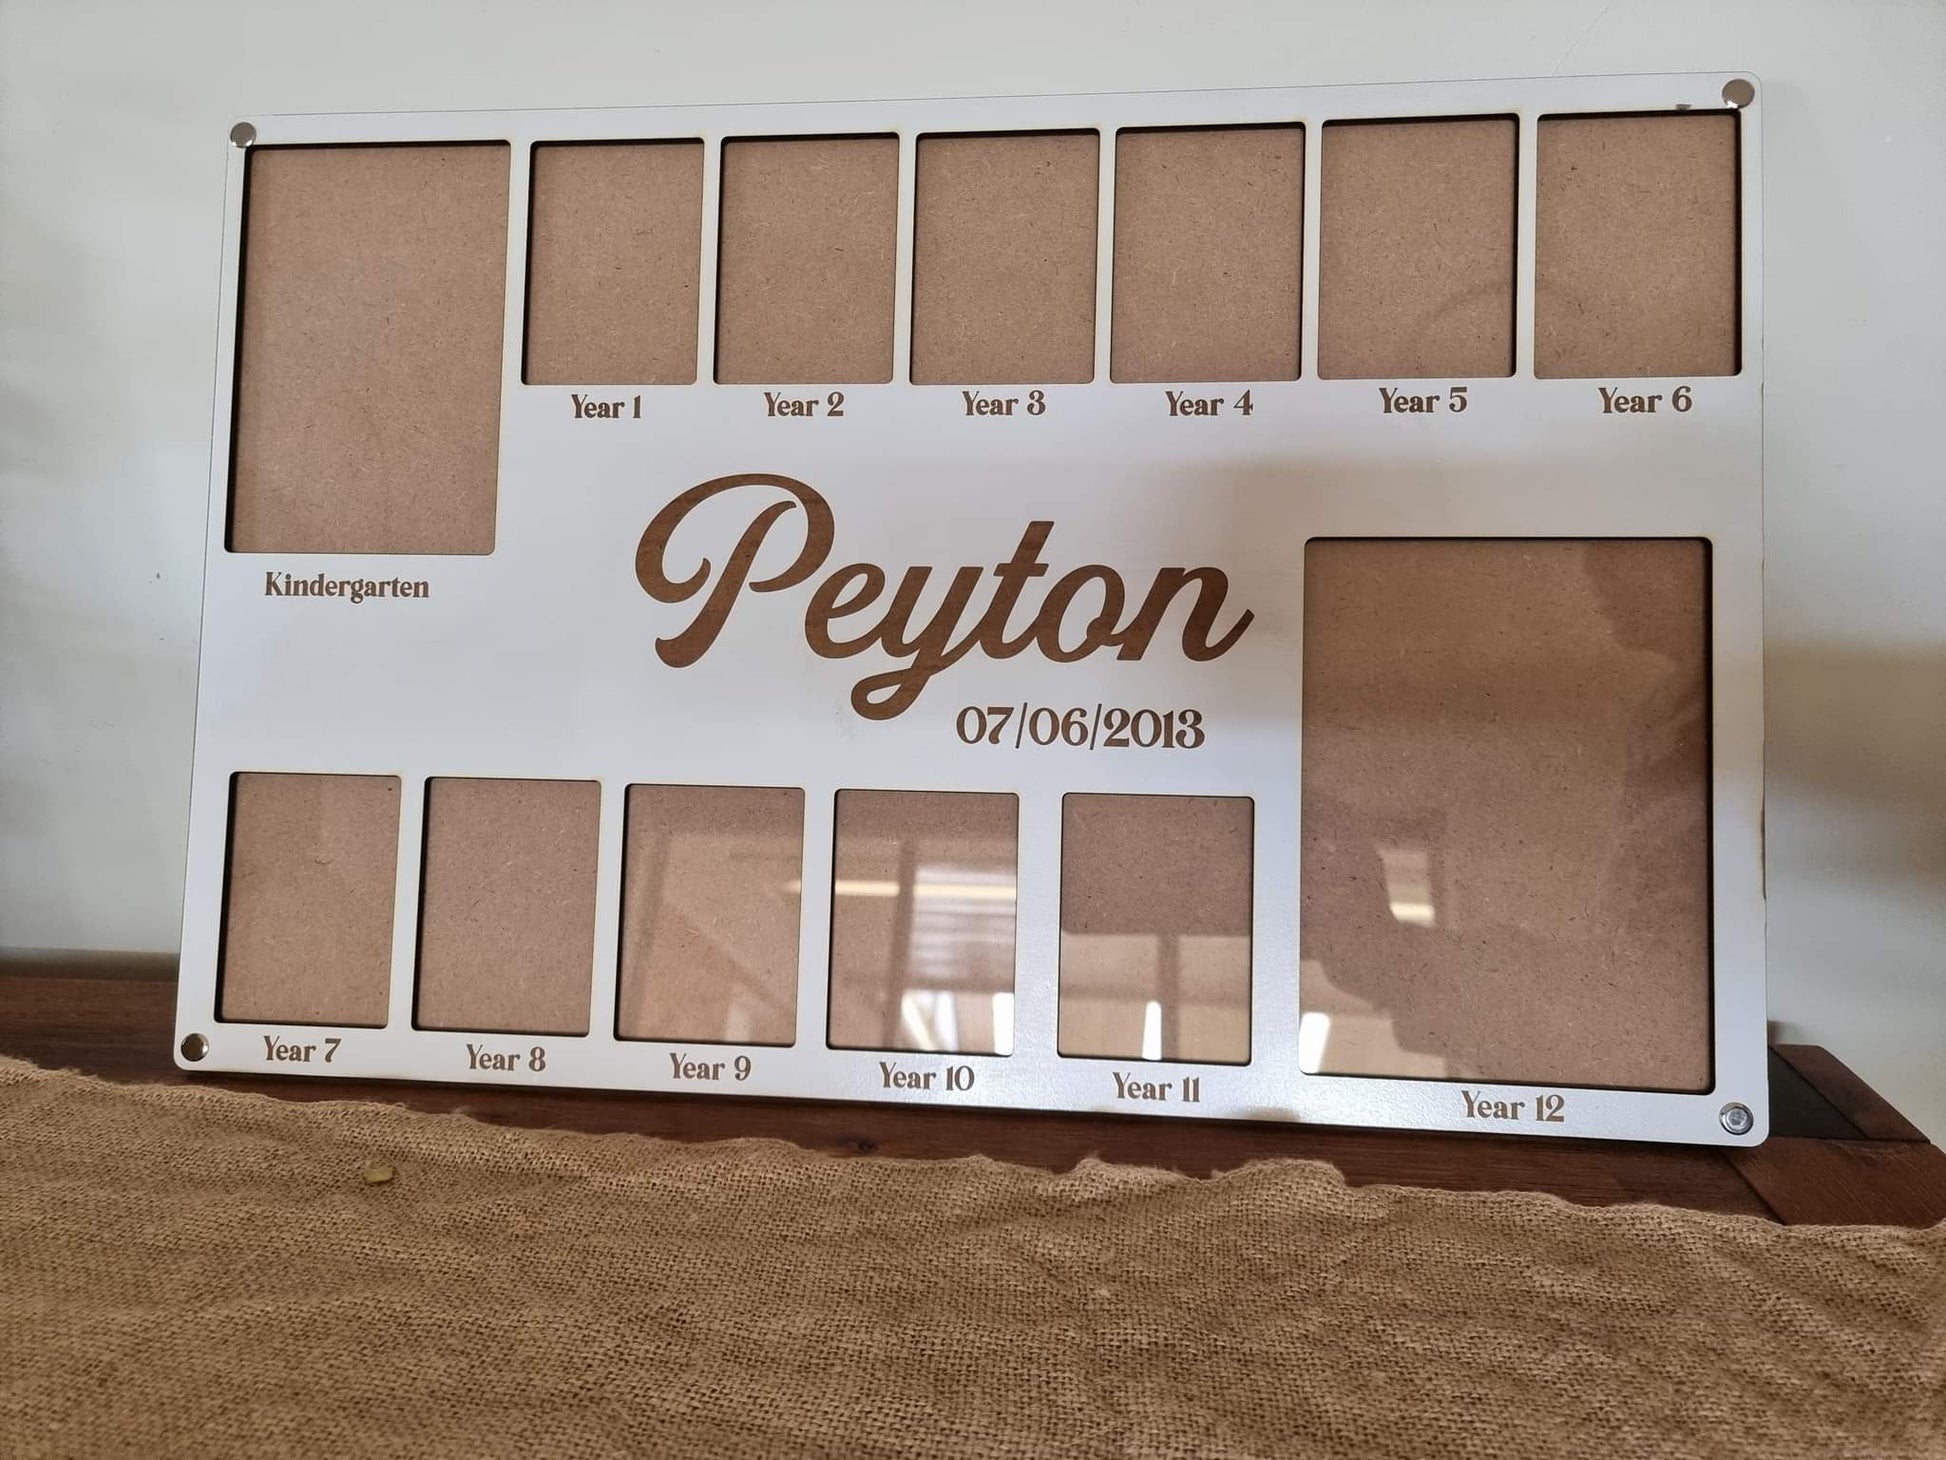 Year 1
Year 2
Year 3
Year 4
Year 5
Year 6
Kindergarten
Peyton
07/06/2013
Year 7
Year 8
Year 9
Year 10
Year 11
Year 12